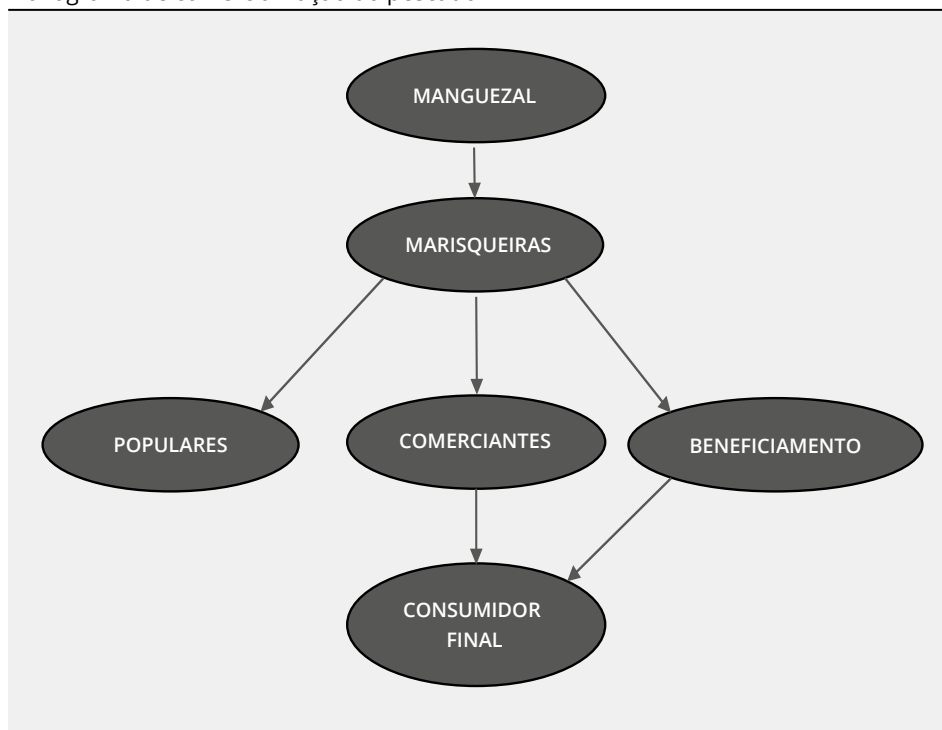 MANGUEZAL
MARISQUEIRAS
POPULARES
COMERCIANTES
BENEFICIAMENTO
CONSUMIDOR
FINAL